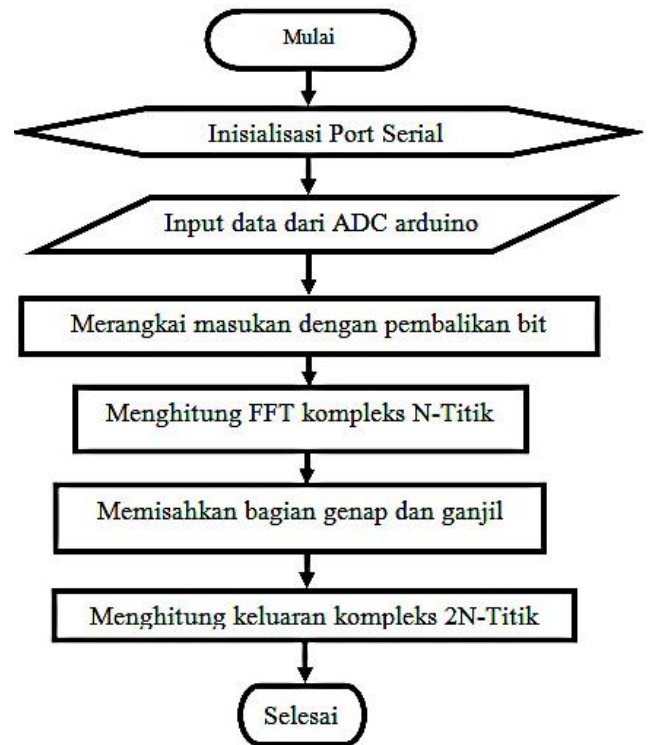 Mulai
Inisialisasi Port Serial
Input data dari ADC arduino
Merangkai masukan dengan pembalikan bit
Menghitung FFT kompleks N-Titik
Memisahkan bagian genap dan ganjil
Menghitung keluaran kompleks 2N-Titik
Selesai